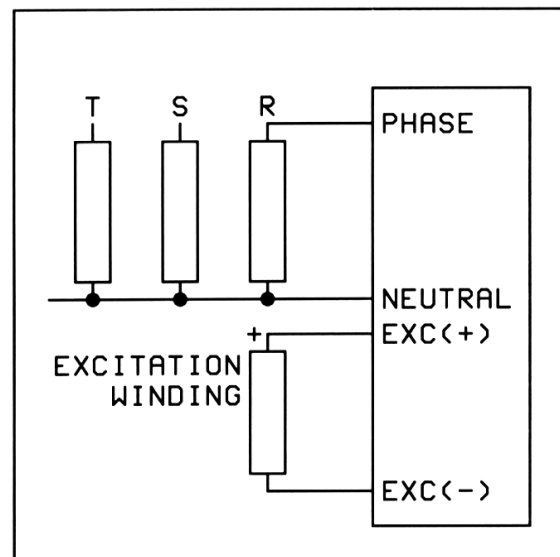 T S R
PHASE
NEUTRAL
+ EXC(+)
EXCITATION
WINDING
EXC(-)